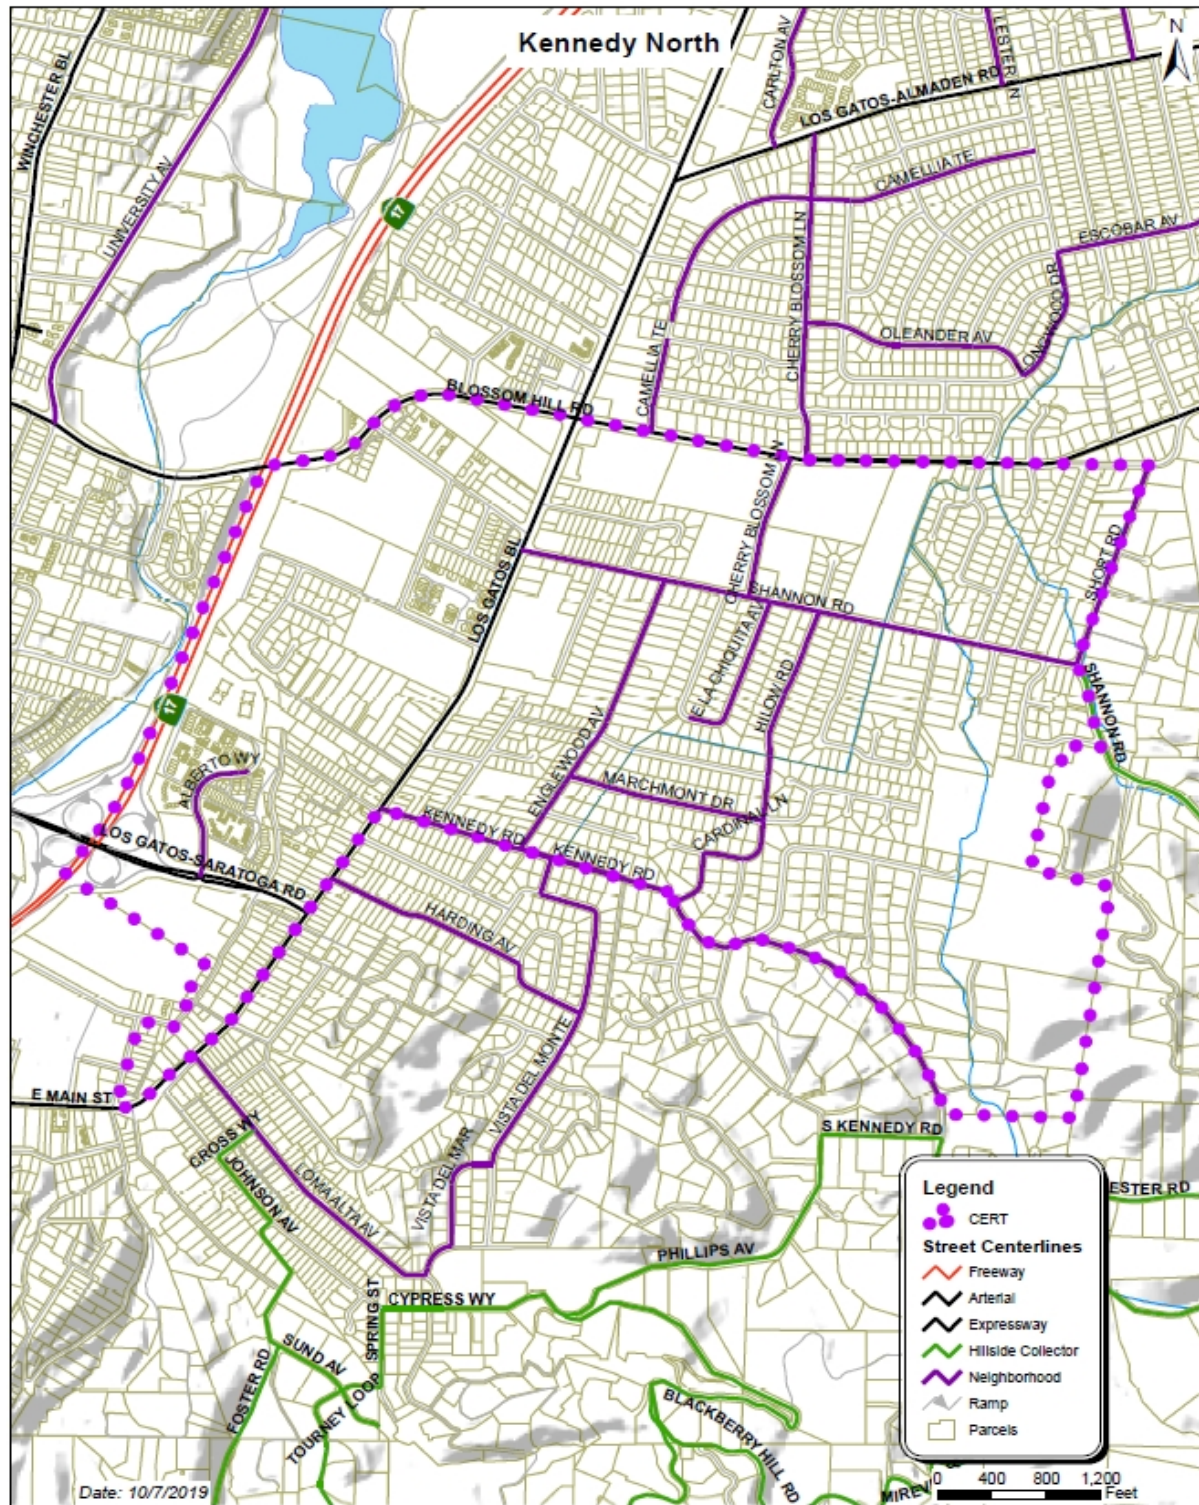 Kennedy North
N
WINCHESTER BL
UNIVERSITY AV
17
CARLTON AV
LESTER LN
LOS GATOS-ALMADEN RD
CAMELLIA TE
CHERRY BLOSSOM LN
ESCOBAR AV
ONGWOOD DR
OLEANDER AV
CAMELLIA TE
BLOSSOM HILL RD
CHERRY BLOSSOM LN
SHORT RD
LOS GATOS BL
SHANNON RD
E LA CHIQUITA AV
HILOW RD
SHANNON RD
17
ENGLEWOOD AV
ALBERTO WY
MARCHMONT DR
CARDINAL LN
KENNEDY RD
KENNEDY RD
LOS GATOS-SARATOGA RD
HARDING AV
VISTA DEL MONTE
E MAIN ST
CROSS WY
JOHNSON AV
LOMA ALTA AV
VISTA DEL MAR
S KENNEDY RD
PHILLIPS AV
ESTER RD
SPRING ST
CYPRESS WY
SUND AV
FOSTER RD
TOURNEY LOOP
BLACKBERRY HILL RD
MIREV
Legend
CERT
Street Centerlines
Freeway
Arterial
Expressway
Hillside Collector
Neighborhood
Ramp
Parcels
0 400 800 1,200
Feet
Date: 10/7/2019